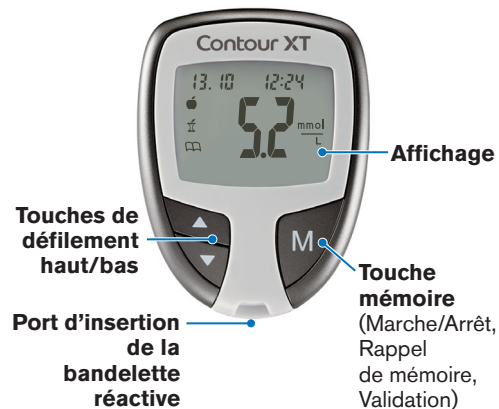 Contour XT
13.10 12:24
5.2 mmol
L
Affichage
Touches de
défilement
haut/bas
M
Touche
mémoire
(Marche/Arrêt,
Rappel
de mémoire,
Validation)
Port d'insertion
de la
bandelette
réactive